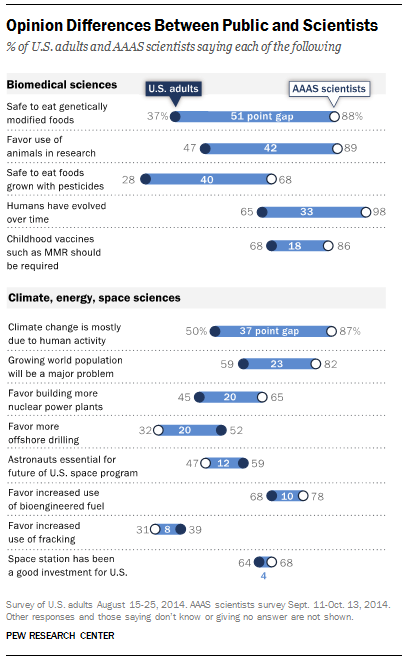 Opinion Differences Between Public and Scientists
% of U.S. adults and AAAS scientists saying each of the following
Biomedical sciences
U.S. adults
AAAS scientists
Safe to eat genetically
modified foods
37% 51 point gap 88%
Favor use of
animals in research
47 42 89
Safe to eat foods
grown with pesticides
28 40 68
Humans have evolved
over time
65 33 98
Childhood vaccines
such as MMR should
be required
68 18 86
Climate, energy, space sciences
Climate change is mostly
due to human activity
50% 37 point gap 87%
Growing world population
will be a major problem
59 23 82
Favor building more
nuclear power plants
45 20 65
Favor more
offshore drilling
32 20 52
Astronauts essential for
future of U.S. space program
47 12 59
Favor increased use
of bioengineered fuel
68 10 78
Favor increased
use of fracking
31 8 39
Space station has been
a good investment for U.S.
64 68
4
Survey of U.S. adults August 15-25, 2014. AAAS scientists survey Sept. 11-Oct. 13, 2014.
Other responses and those saying don't know or giving no answer are not shown.
PEW RESEARCH CENTER